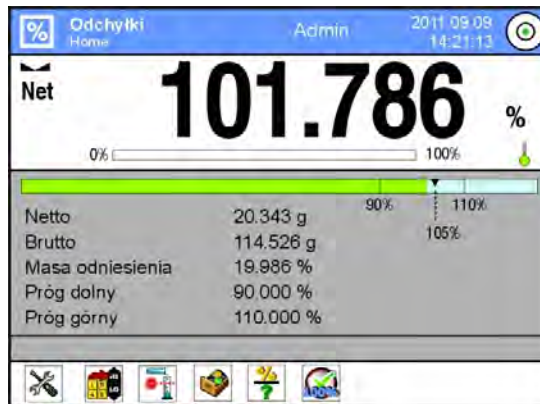 % Odchyłki Admin 2011.09.09
Home 14:21:13
Net 101.786 %
0% 100%
90% 110%
105%
Netto 20.343 g
Brutto 114.526 g
Masa odniesienia 19.986 %
Próg dolny 90.000 %
Próg górny 110.000 %
%
?
100%